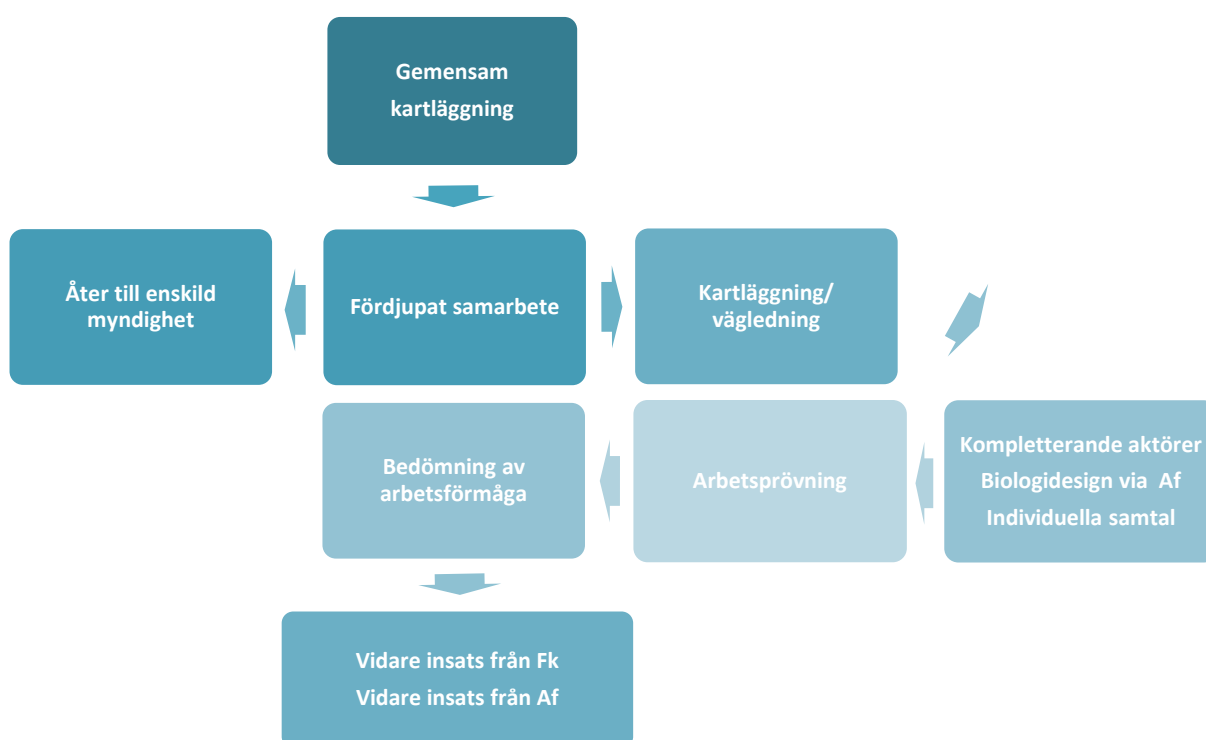 Gemensam
kartläggning
Åter till enskild
myndighet
Fördjupat samarbete
Kartläggning/
vägledning
Bedömning av
arbetsförmåga
Arbetsprövning
Kompletterande aktörer
Biologidesign via Af
Individuella samtal
Vidare insats från Fk
Vidare insats från Af